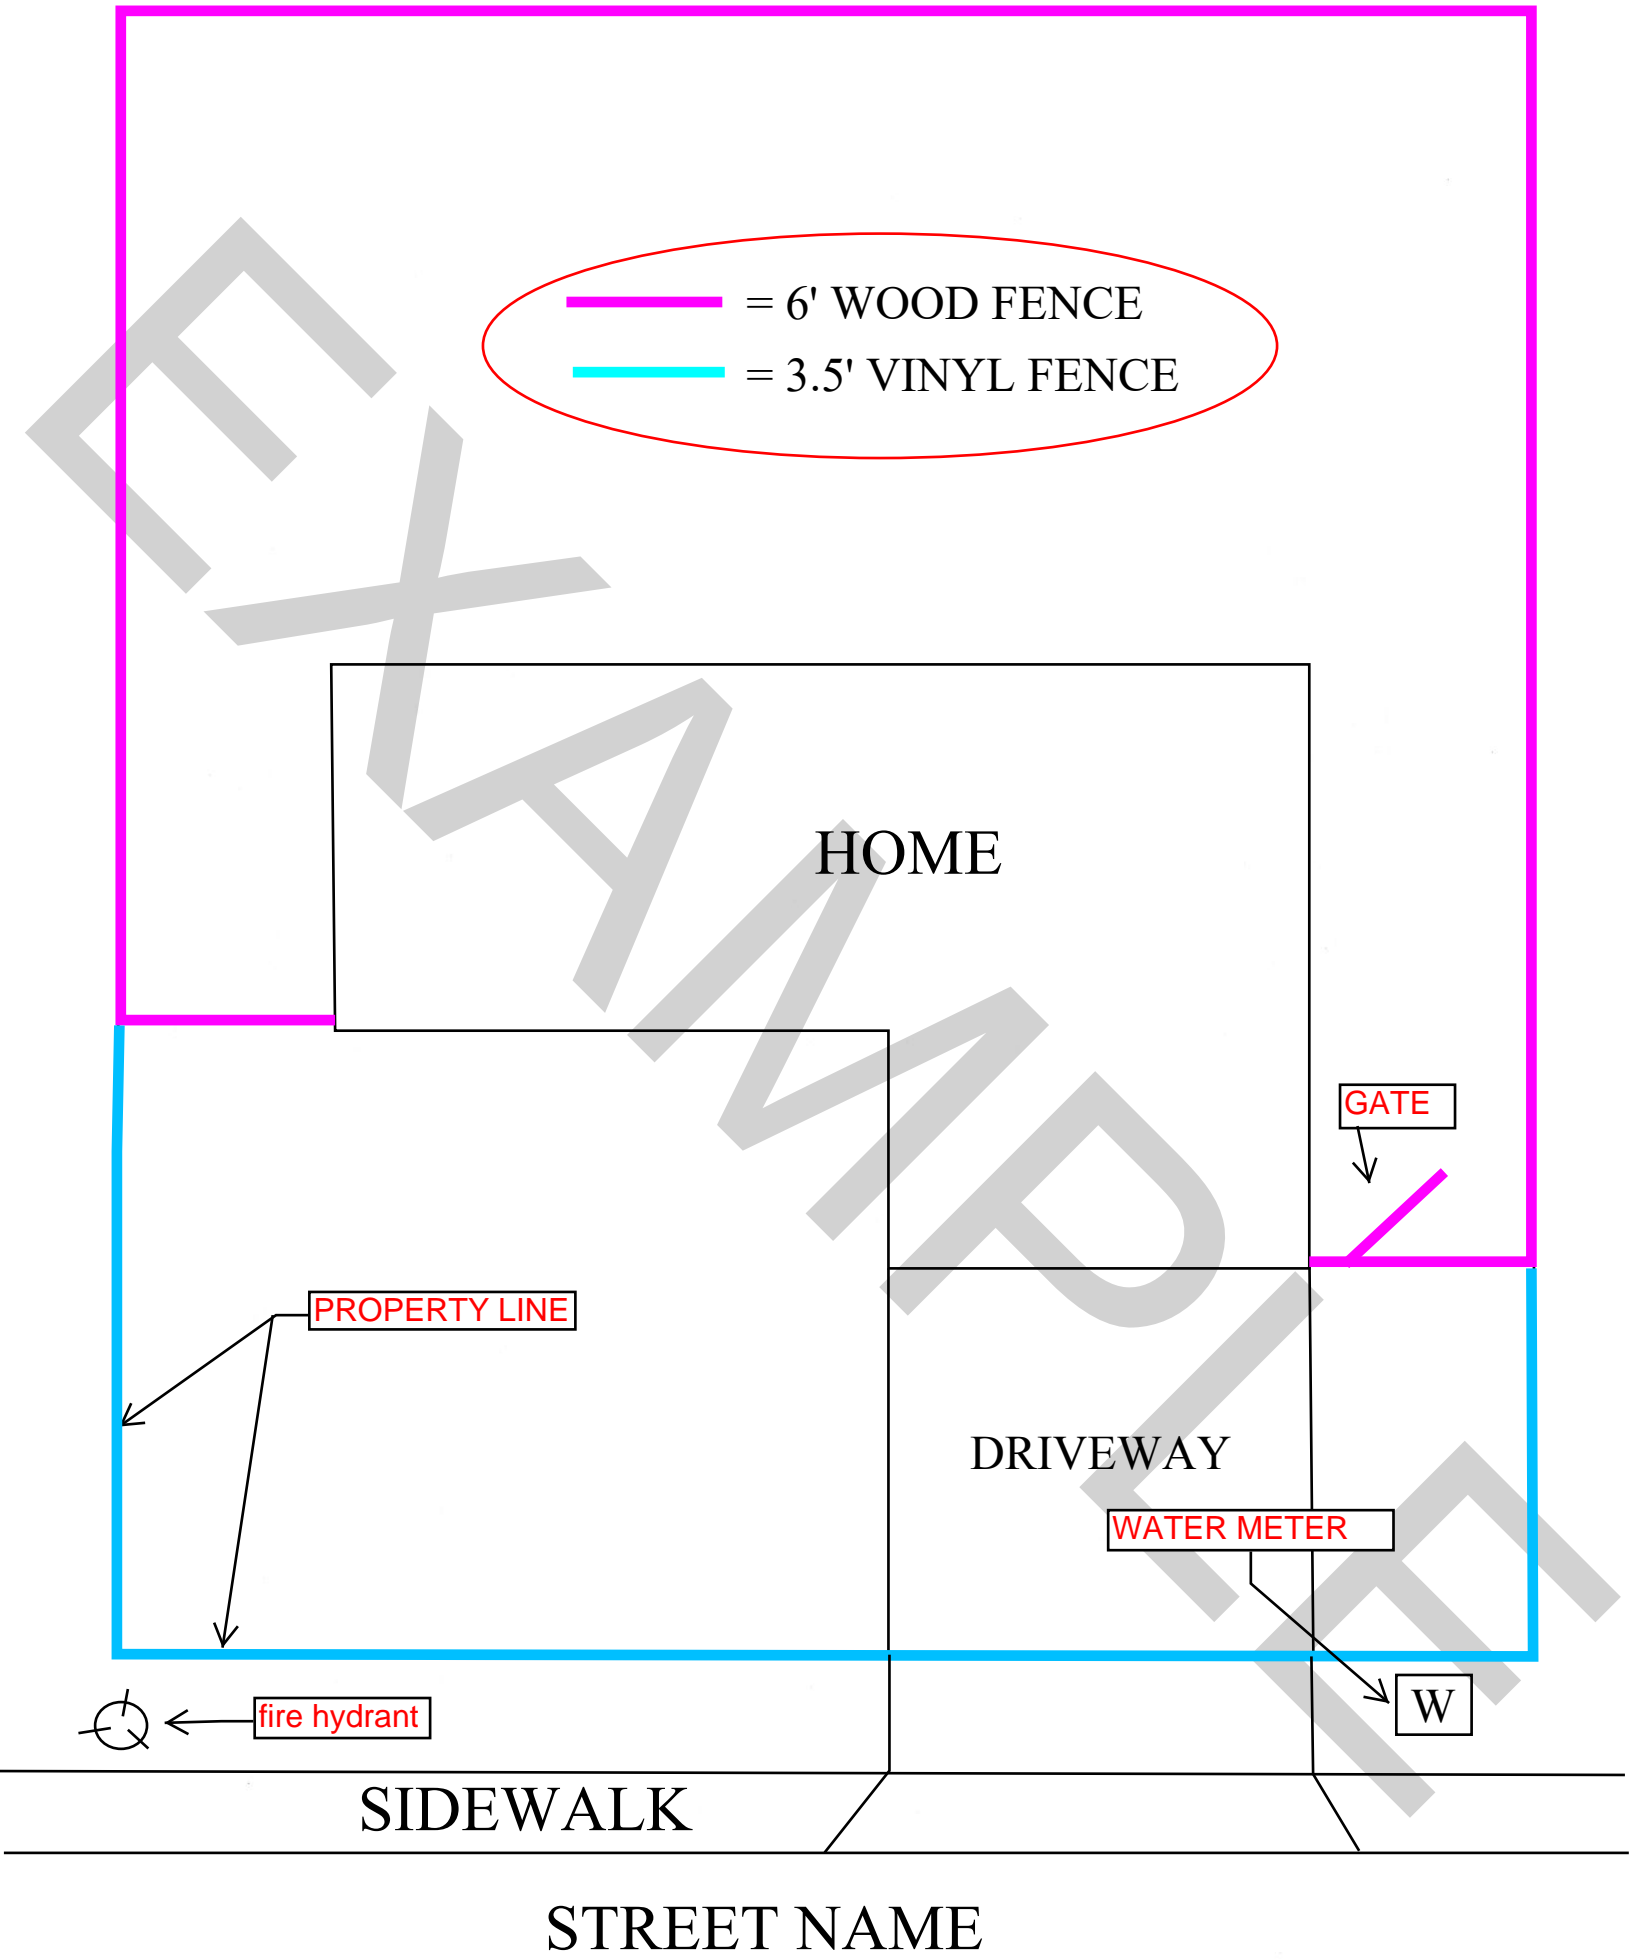 = 6' WOOD FENCE
= 3.5' VINYL FENCE
EXAMPLE
HOME
GATE
PROPERTY LINE
DRIVEWAY
WATER METER
W
fire hydrant
SIDEWALK
STREET NAME